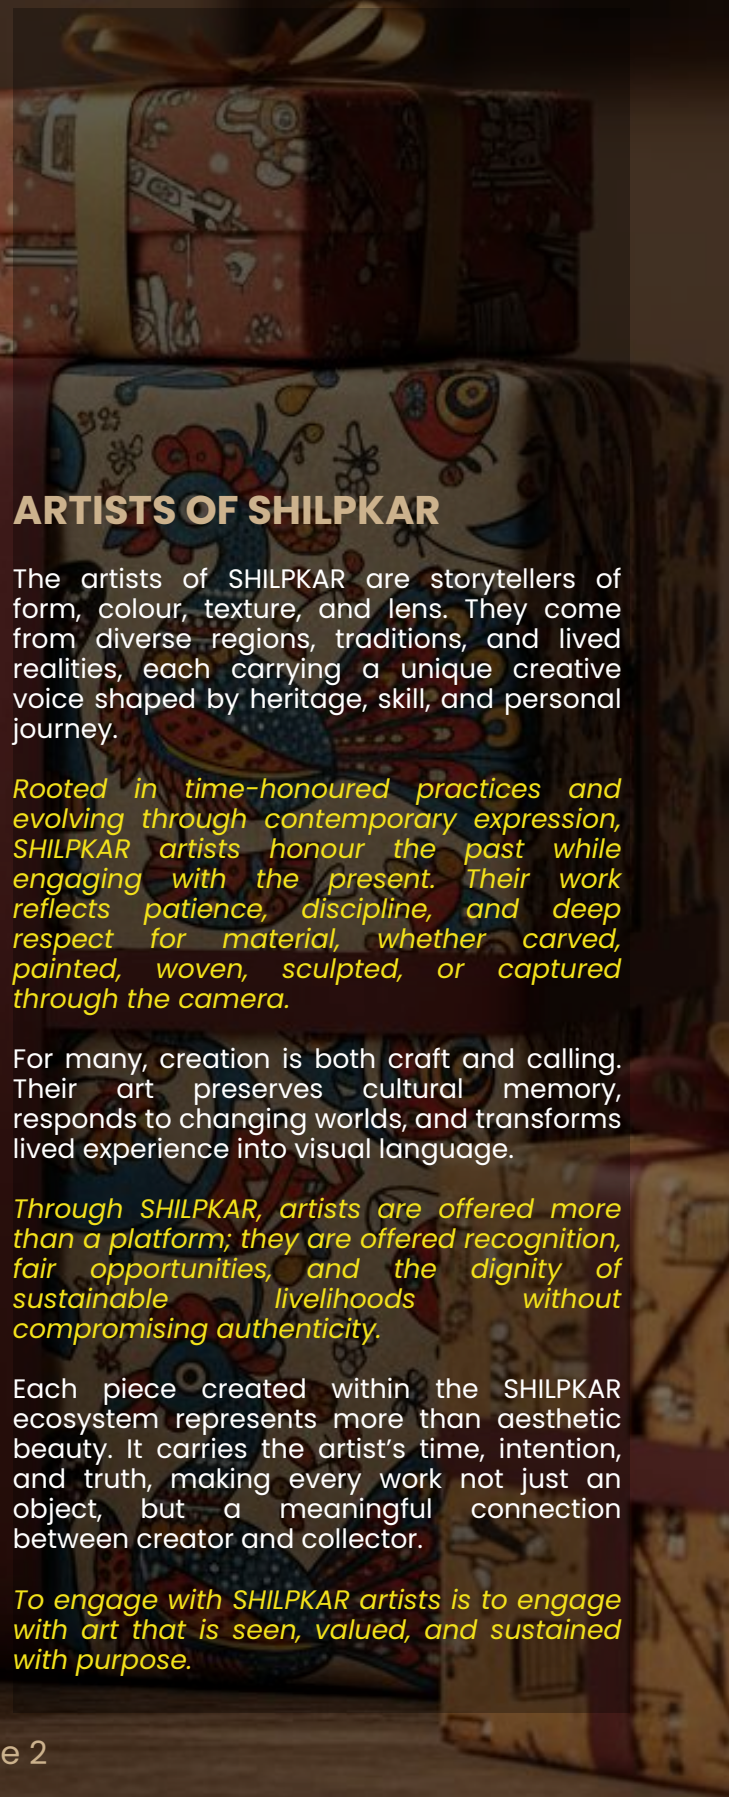 ARTISTS OF SHILPKAR
The artists of SHILPKAR are storytellers of
form, colour, texture, and lens. They come
from diverse regions, traditions, and lived
realities, each carrying a unique creative
voice shaped by heritage, skill, and personal
journey.
Rooted in time-honoured practices and
evolving through contemporary expression,
SHILPKAR artists honour the past while
engaging with the present. Their work
reflects patience, discipline, and deep
respect for material, whether carved,
painted, woven, sculpted, or captured
through the camera.
For many, creation is both craft and calling.
Their art preserves cultural memory,
responds to changing worlds, and transforms
lived experience into visual language.
Through SHILPKAR, artists are offered more
than a platform; they are offered recognition,
fair opportunities, and the dignity of
sustainable livelihoods without
compromising authenticity.
Each piece created within the SHILPKAR
ecosystem represents more than aesthetic
beauty. It carries the artist’s time, intention,
and truth, making every work not just an
object, but a meaningful connection
between creator and collector.
To engage with SHILPKAR artists is to engage
with art that is seen, valued, and sustained
with purpose.
e 2